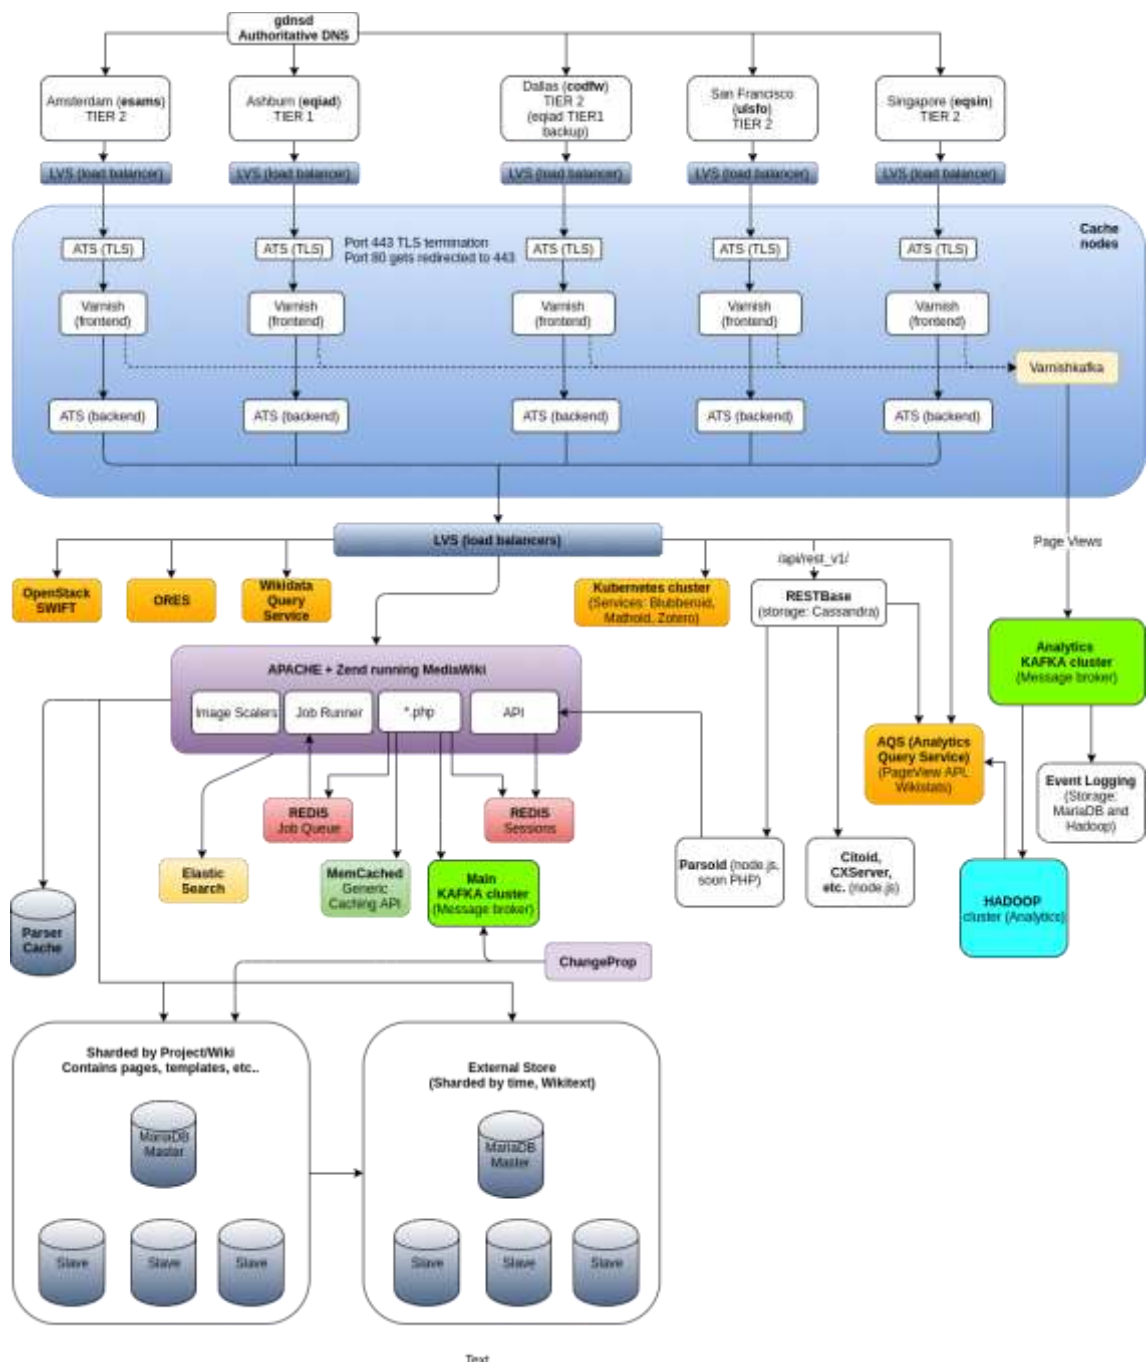 gdnsd
Authoritative DNS
Amsterdam (esams)
TIER 2
Ashburn (eqiad)
TIER 1
Dallas (codfw)
TIER 2
(eqiad TIER1
backup)
San Francisco
(ulsfo)
TIER 2
Singapore (eqsin)
TIER 2
LVS (load balancer)
LVS (load balancer)
LVS (load balancer)
LVS (load balancer)
LVS (load balancer)
Cache
nodes
ATS (TLS)
ATS (TLS)
Port 443 TLS termination
Port 80 gets redirected to 443
ATS (TLS)
ATS (TLS)
ATS (TLS)
Varnish
(frontend)
Varnish
(frontend)
Varnish
(frontend)
Varnish
(frontend)
Varnish
(frontend)
Varnishkafka
ATS (backend)
ATS (backend)
ATS (backend)
ATS (backend)
ATS (backend)
LVS (load balancers)
Page Views
/api/rest_v1/
OpenStack
SWIFT
ORES
Wikidata
Query
Service
Kubernetes cluster
(Services: Blubberoid,
Mathoid, Zotero)
RESTBase
(storage: Cassandra)
Analytics
KAFKA cluster
(Message broker)
APACHE + Zend running MediaWiki
Image Scalers
Job Runner
*.php
API
AQS (Analytics
Query Service)
(PageView API,
Wikistats)
Event Logging
(Storage:
MariaDB and
Hadoop)
REDIS
Job Queue
REDIS
Sessions
Elastic
Search
MemCached
Generic
Caching API
Main
KAFKA cluster
(Message broker)
Parsoid (node.js,
soon PHP)
Citoid,
CXServer,
etc. (node.js)
HADOOP
cluster (Analytics)
Parser
Cache
ChangeProp
Sharded by Project/Wiki
Contains pages, templates, etc..
External Store
(Sharded by time, Wikitext)
MariaDB
Master
MariaDB
Master
Slave
Slave
Slave
Slave
Slave
Slave
Text